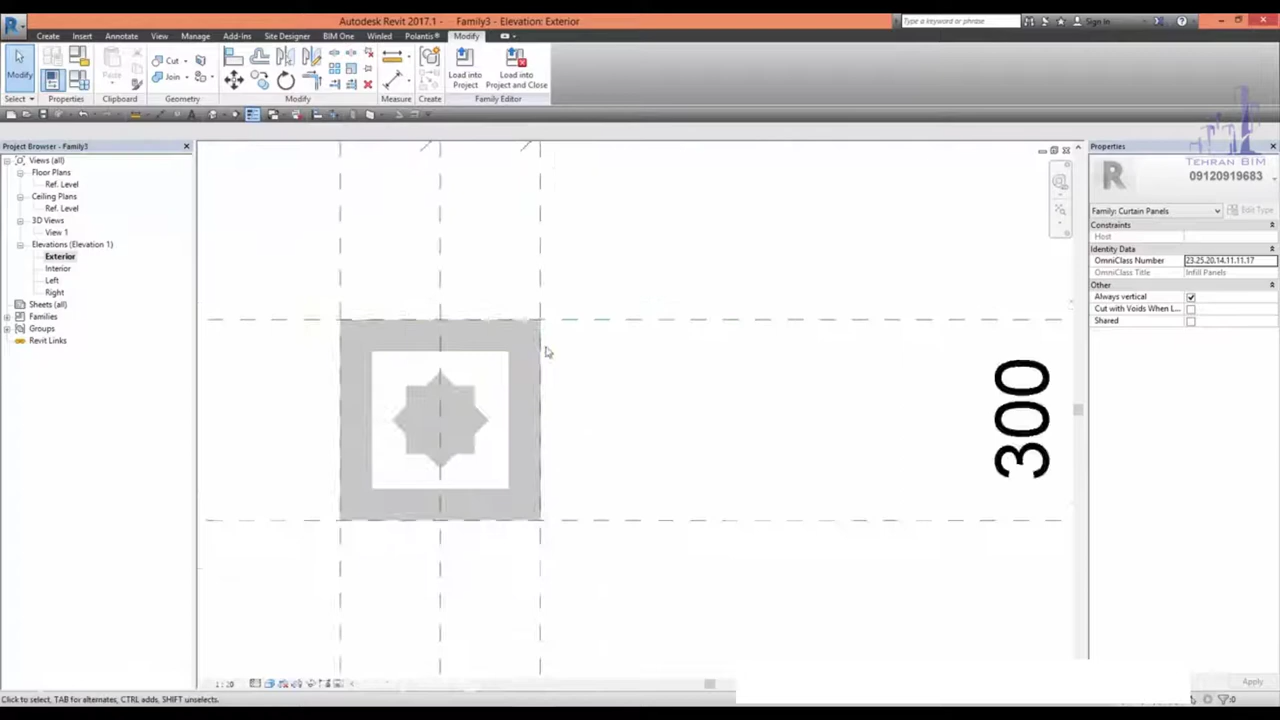 Autodesk Revit 2017.1 - Family3 - Elevation: Exterior
Type a keyword or phrase
Sign In
Create Insert Annotate View Manage Add-Ins Site Designer BIM One Winled Polantis® Modify
Modify
Paste
Cut
Join
Load into Project
Load into Project and Close
Select Properties Clipboard Geometry Modify Measure Create Family Editor
Project Browser - Family3
Views (all)
Floor Plans
Ref. Level
Ceiling Plans
Ref. Level
3D Views
View 1
Elevations (Elevation 1)
Exterior
Interior
Left
Right
Sheets (all)
Families
Groups
Revit Links
300
Properties
TEHRAN BIM
09120919683
Family: Curtain Panels
Edit Type
Constraints
Host
Identity Data
OmniClass Number 23.25.20.14.11.11.17
OmniClass Title Infill Panels
Other
Always vertical
Cut with Voids When L...
Shared
Apply
Click to select, TAB for alternates, CTRL adds, SHIFT unselects.